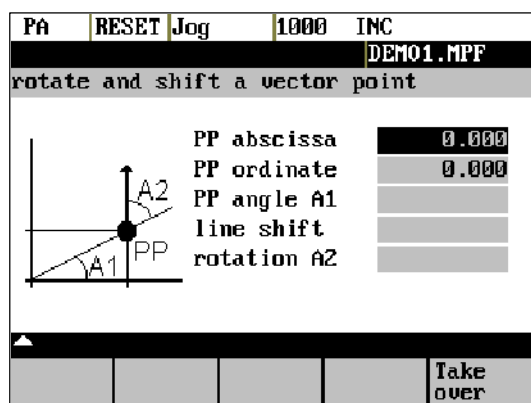 PA RESET Jog 1000 INC
DEMO1.MPF
rotate and shift a vector point
PP abscissa 0.000
PP ordinate 0.000
PP angle A1
line shift
rotation A2
A2
PP
A1
Take
over